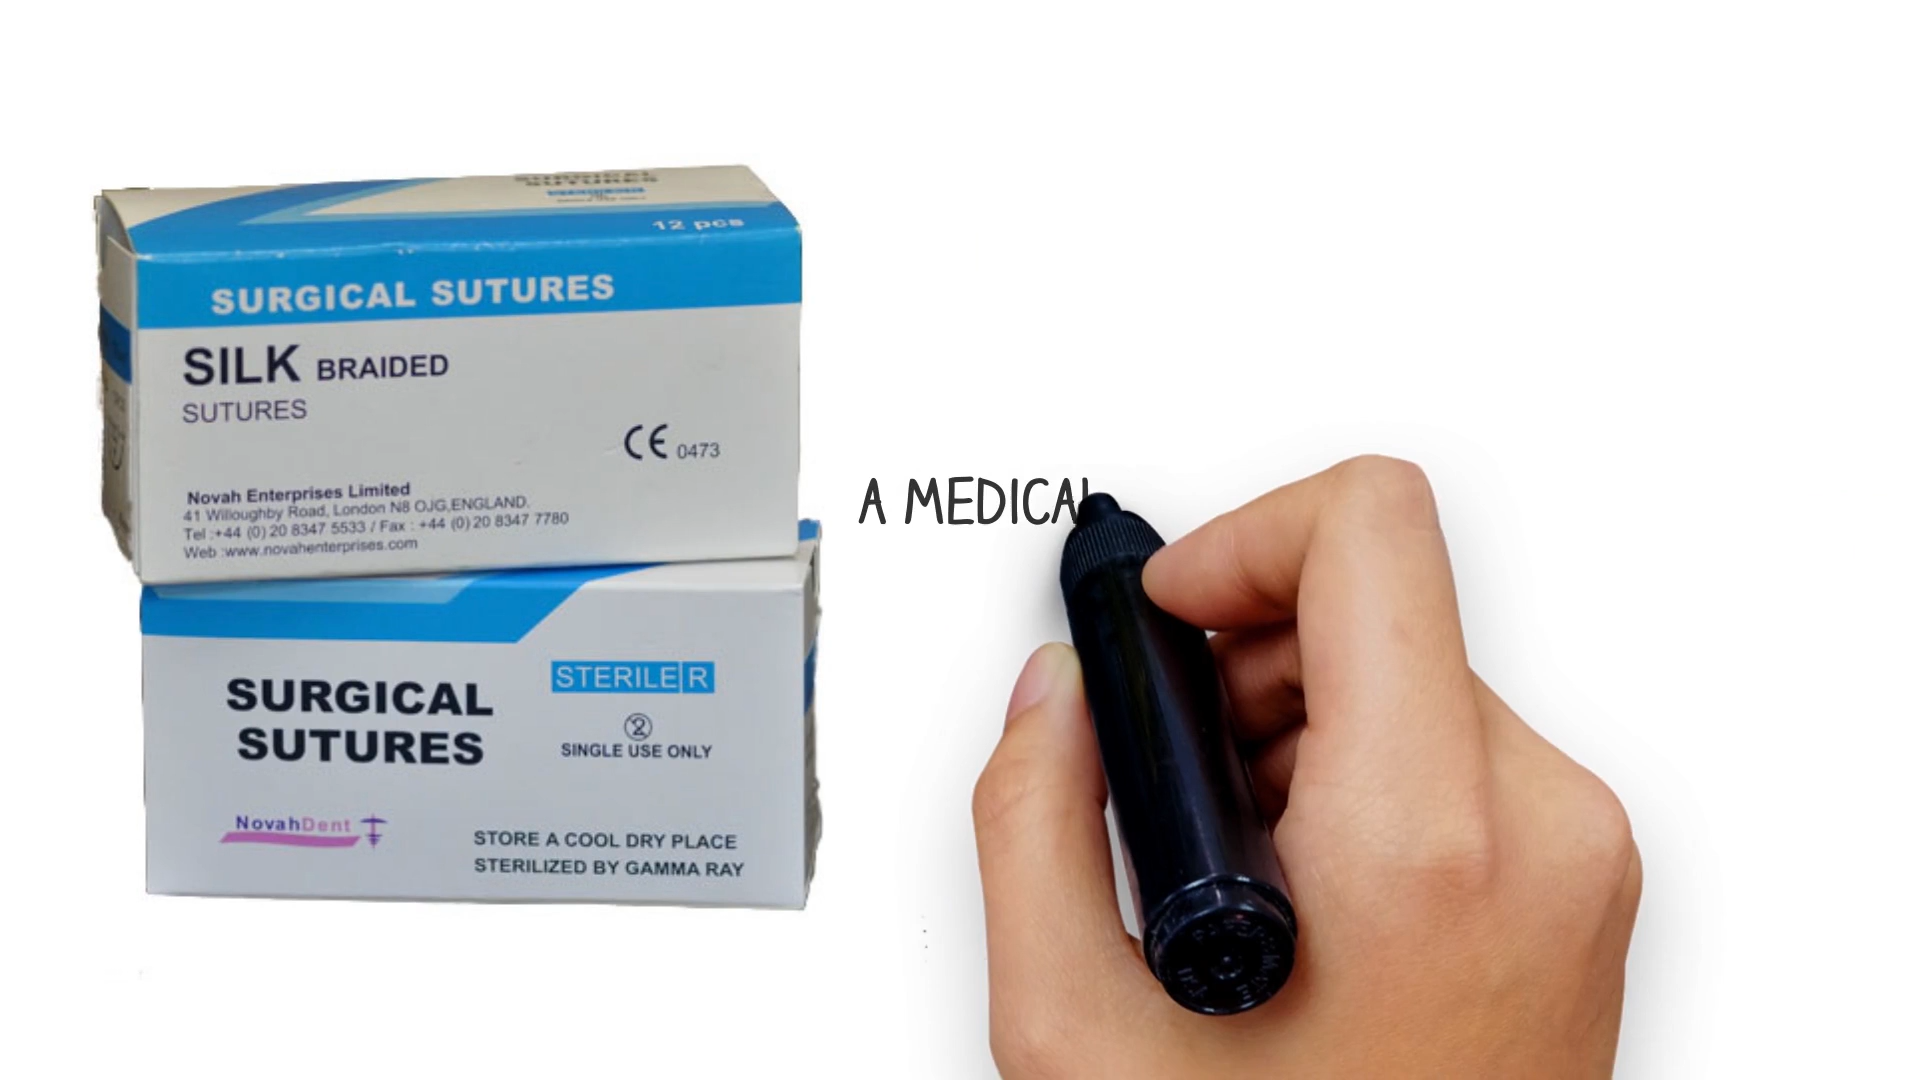 SURGICAL
SUTURES
12 pcs
SURGICAL SUTURES
SILK BRAIDED
SUTURES
CE 0473
Novah Enterprises Limited
41 Willoughby Road, London N8 OJG,ENGLAND.
Tel :+44 (0) 20 8347 5533 / Fax : +44 (0) 20 8347 7780
Web :www.novahenterprises.com
A MEDICAL
STERILE R
SURGICAL
SUTURES
2
SINGLE USE ONLY
NovahDent
STORE A COOL DRY PLACE
STERILIZED BY GAMMA RAY